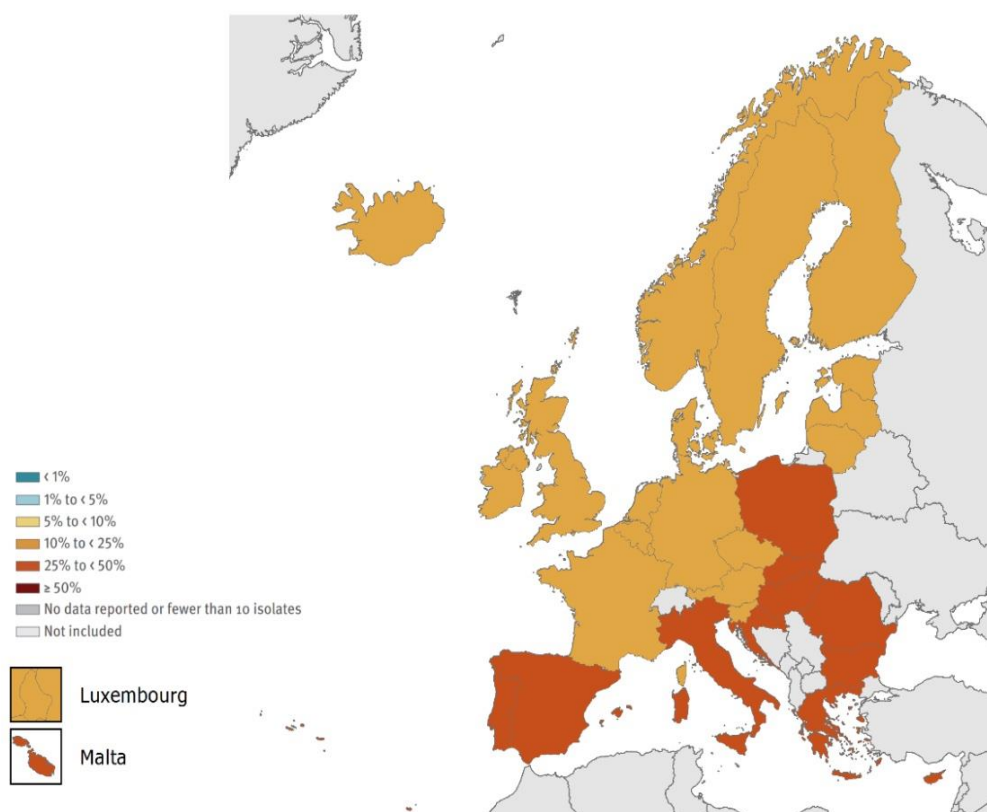 < 1%
1% to < 5%
5% to < 10%
10% to < 25%
25% to < 50%
≥ 50%
No data reported or fewer than 10 isolates
Not included
Luxembourg
Malta